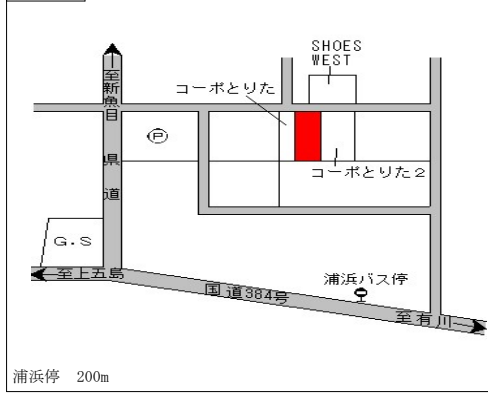 SHOES
WEST
コーポとりた
至新魚目
県道
Ⓟ
コーポとりた２
G.S
至上五島
国道384号
浦浜バス停
至有川
浦浜停　200m